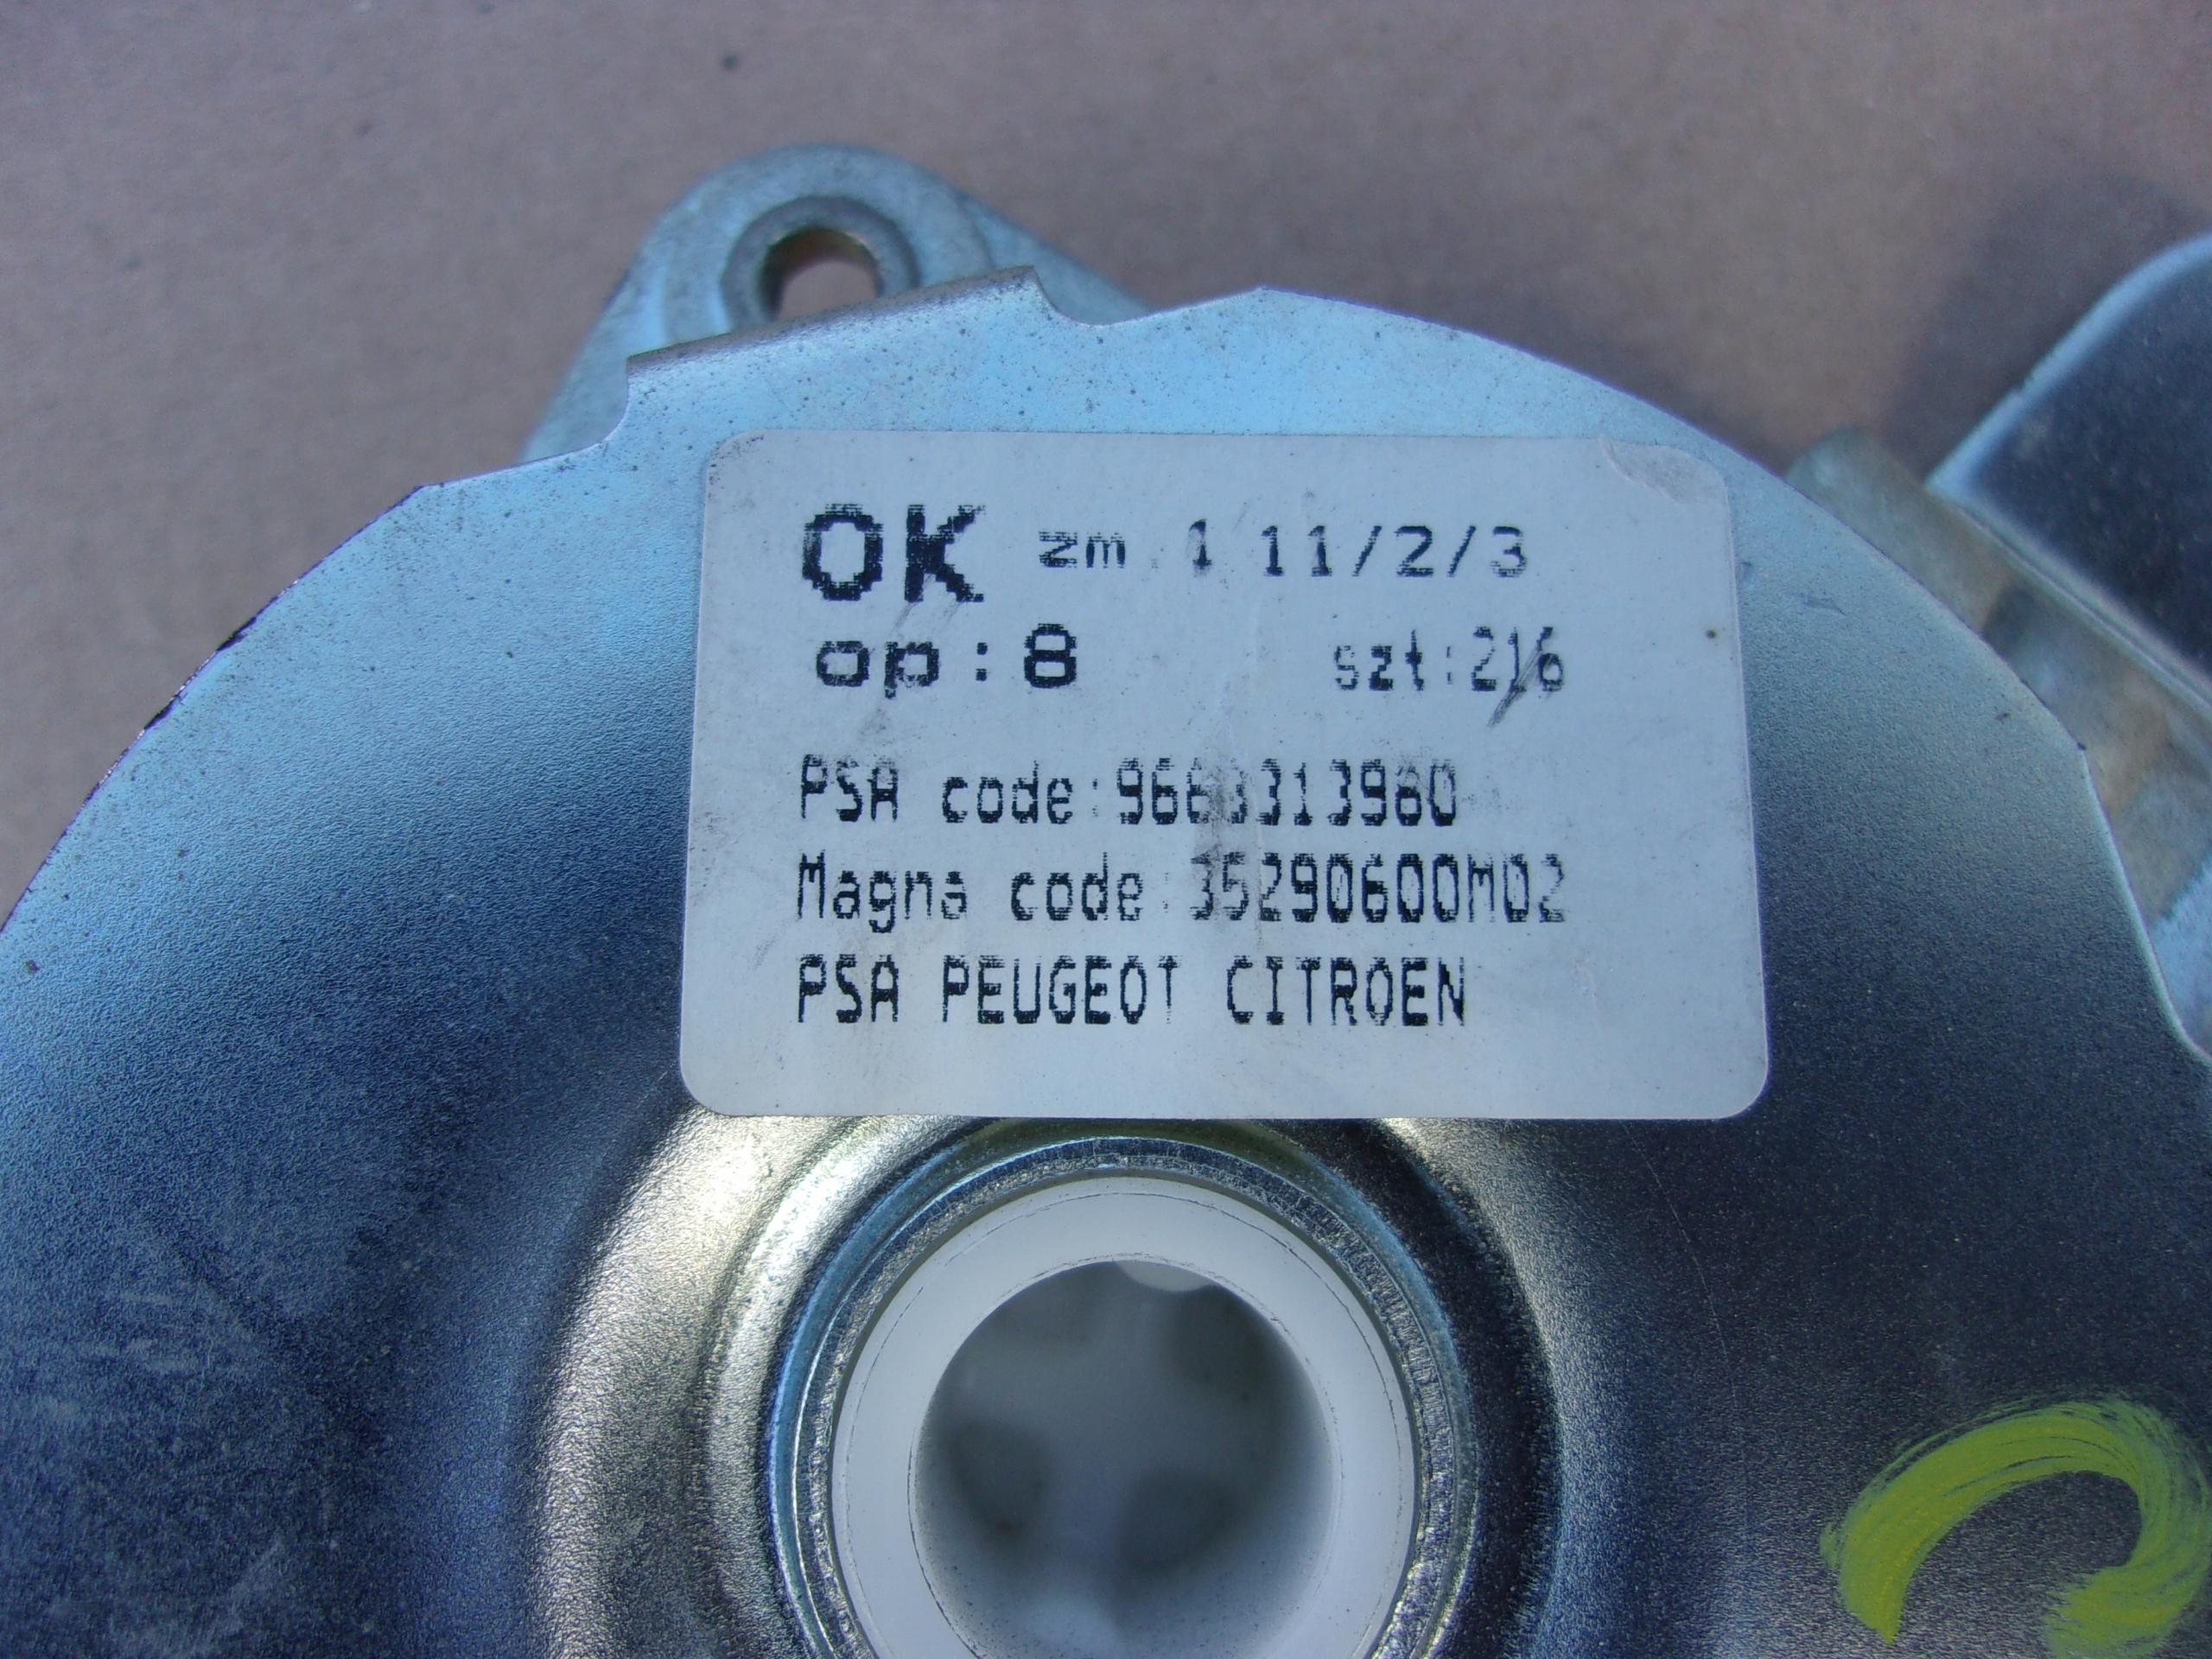 OK zm 1 11/2/3
op:8 szt:216
PSA code:9663313980
Magna code:35290600M02
PSA PEUGEOT CITROEN